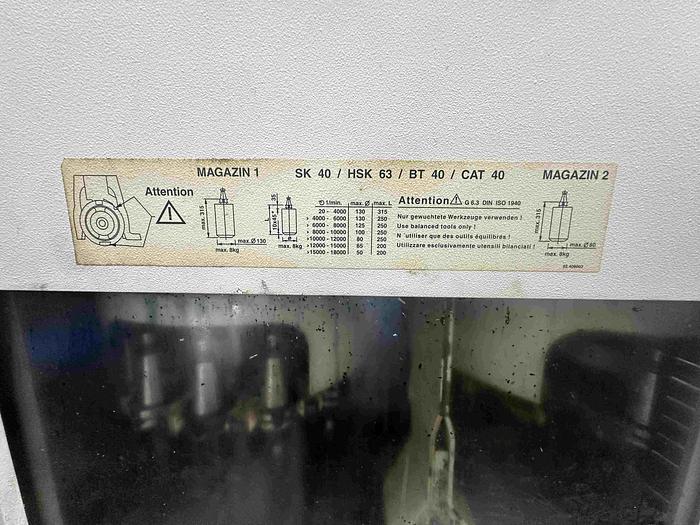 MAGAZIN 1
SK 40 / HSK 63 / BT 40 / CAT 40
MAGAZIN 2
Attention
max. 315
max. Ø 130
max. 8kg
35
10x45°
max. 8kg
1/min. max. Ø max. L
20 - 4000 130 315
> 4000 - 6000 130 250
> 6000 - 8000 125 250
> 8000 - 10000 100 250
>10000 - 12000 80 250
>12000 - 15000 65 200
>15000 - 18000 50 200
Attention G 6.3 DIN ISO 1940
Nur gewuchtete Werkzeuge verwenden !
Use balanced tools only !
N´utiliser que des outils équilibres !
Utilizzare esclusivamente utensili bilanciati !
max. 315
max. Ø 80
max. 8kg